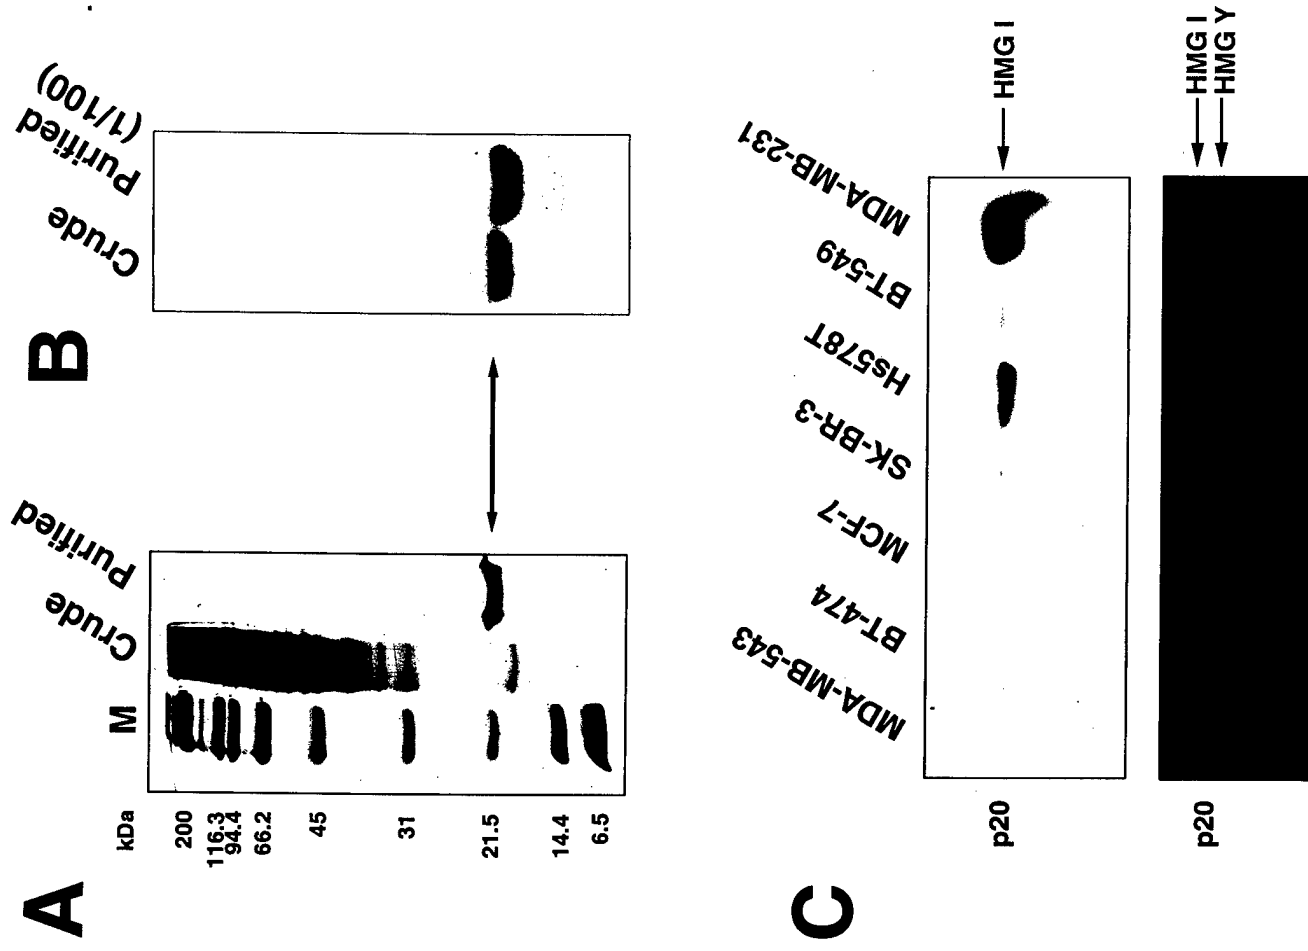 A
kDa
200
116.3
94.4
66.2
45
31
21.5
14.4
6.5
M
Crude
Purified
B
Crude
Purified
(1/100)
C
MDA-MB-543
BT-474
MCF-7
SK-BR-3
Hs578T
BT-549
MDA-MB-231
p20
HMG I
p20
HMG I
HMG Y